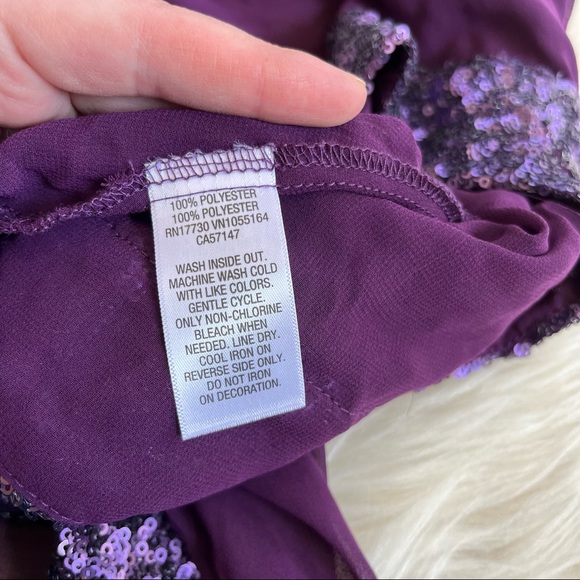 100% POLYESTER
100% POLYESTER
RN17730 VN1055164
CA57147
WASH INSIDE OUT.
MACHINE WASH COLD
WITH LIKE COLORS.
GENTLE CYCLE.
ONLY NON-CHLORINE
BLEACH WHEN
NEEDED. LINE DRY.
COOL IRON ON
REVERSE SIDE ONLY.
DO NOT IRON
ON DECORATION.